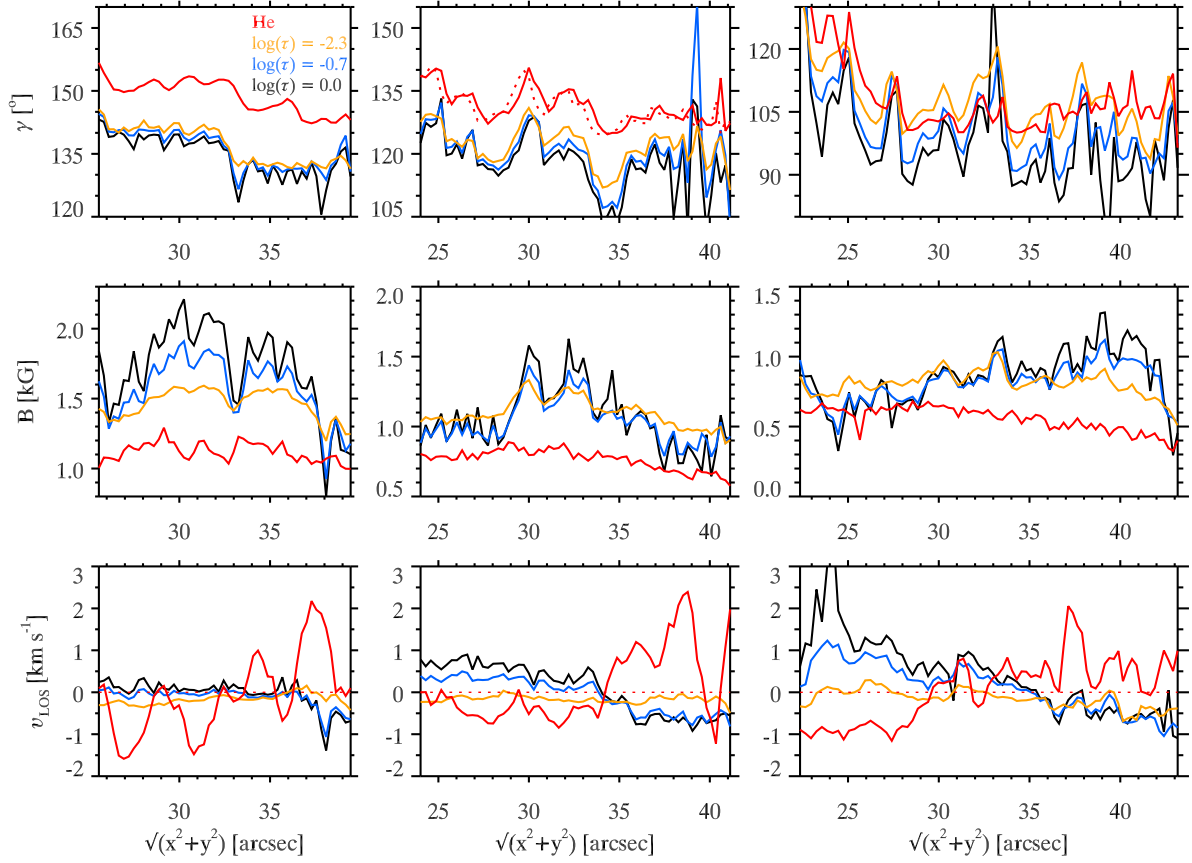 165
150
135
120
γ [°]
He
log(τ) = -2.3
log(τ) = -0.7
log(τ) = 0.0
30 35
150
135
120
105
25 30 35 40
120
105
90
25 30 35 40
2.0
1.5
1.0
B [kG]
30 35
2.0
1.5
1.0
0.5
25 30 35 40
1.5
1.0
0.5
0.0
25 30 35 40
3
2
1
0
-1
-2
v_LOS [km s⁻¹]
30 35
√(x²+y²) [arcsec]
3
2
1
0
-1
-2
25 30 35 40
√(x²+y²) [arcsec]
3
2
1
0
-1
-2
25 30 35 40
√(x²+y²) [arcsec]